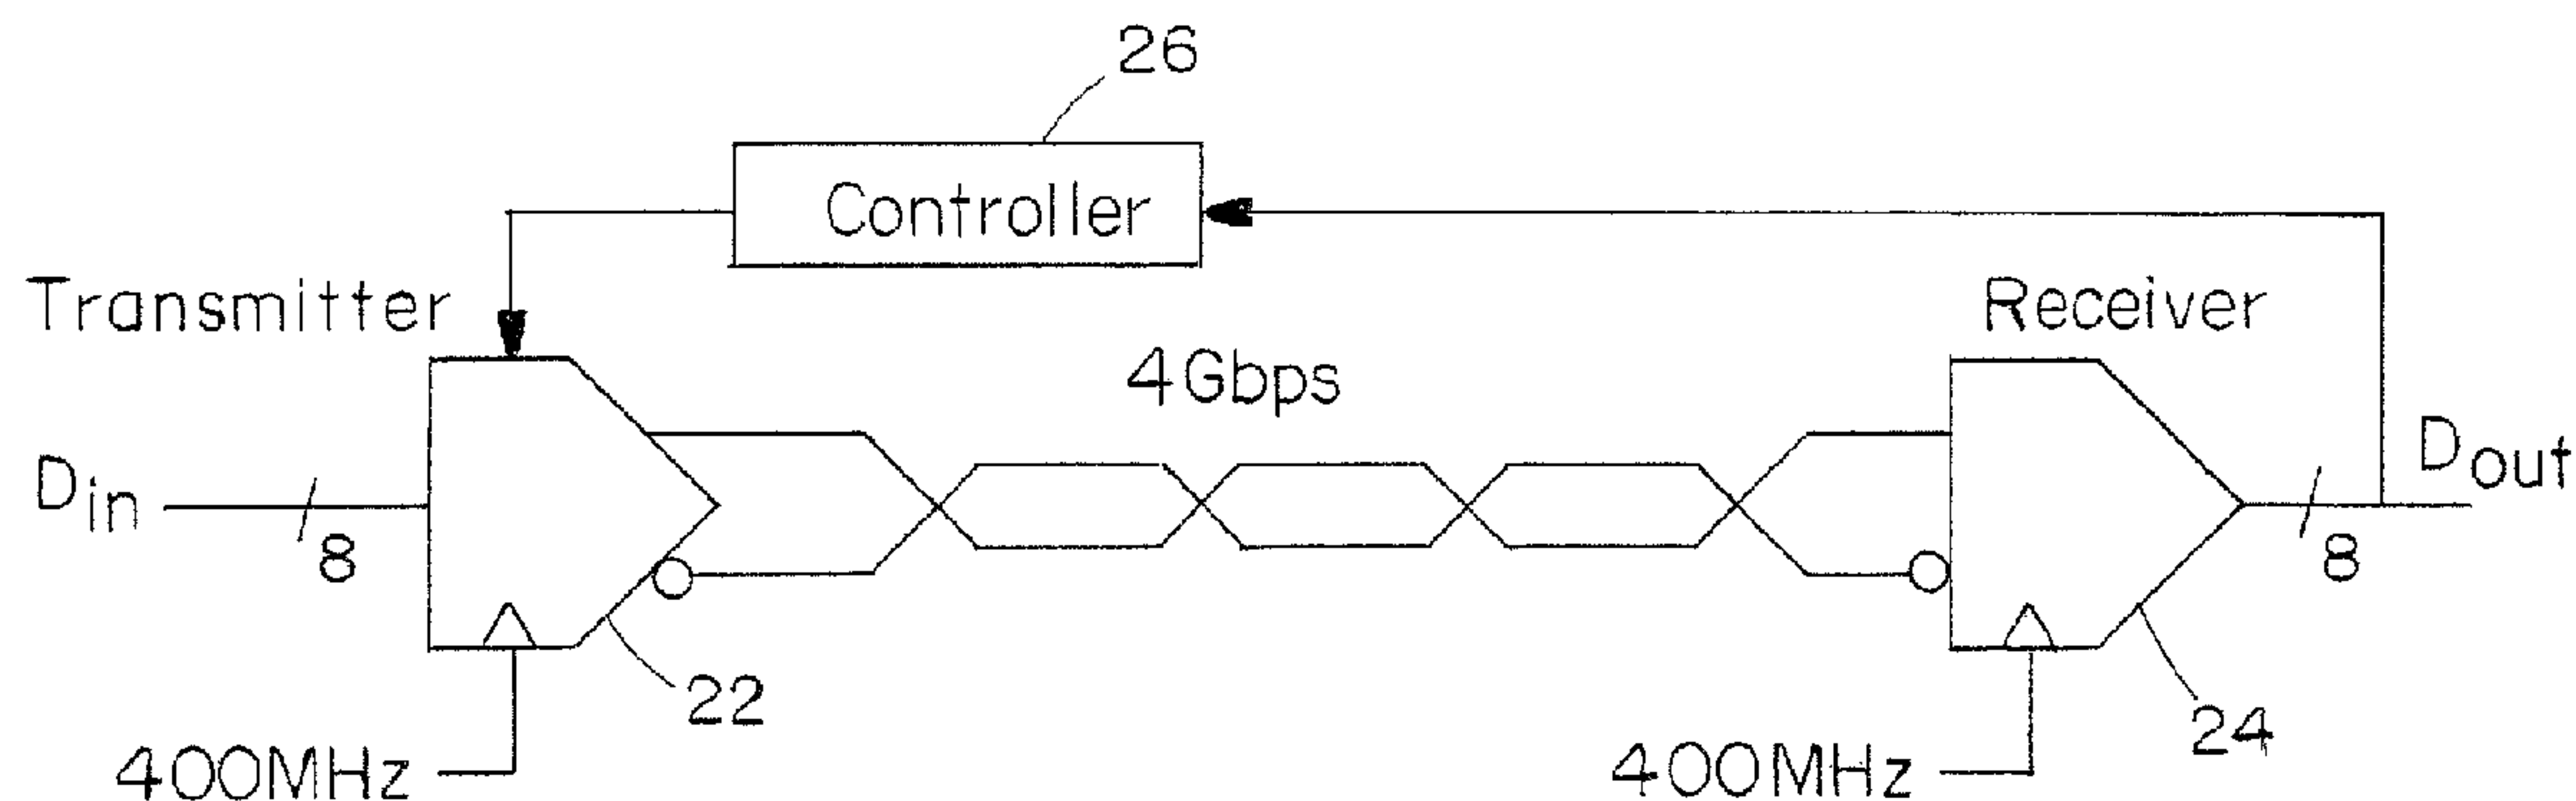 26
Controller
Transmitter
Receiver
4Gbps
Din
8
Dout
8
22
24
400MHz
400MHz